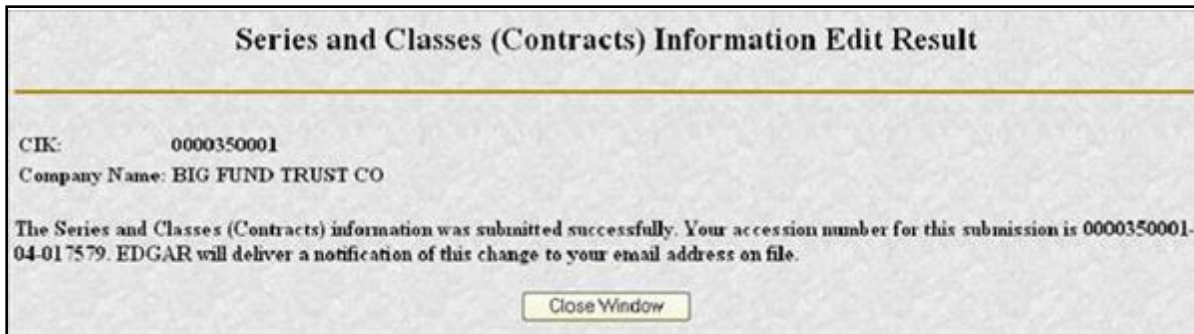 Series and Classes (Contracts) Information Edit Result
CIK: 0000350001
Company Name: BIG FUND TRUST CO
The Series and Classes (Contracts) information was submitted successfully. Your accession number for this submission is 0000350001-
04-017579. EDGAR will deliver a notification of this change to your email address on file.
Close Window